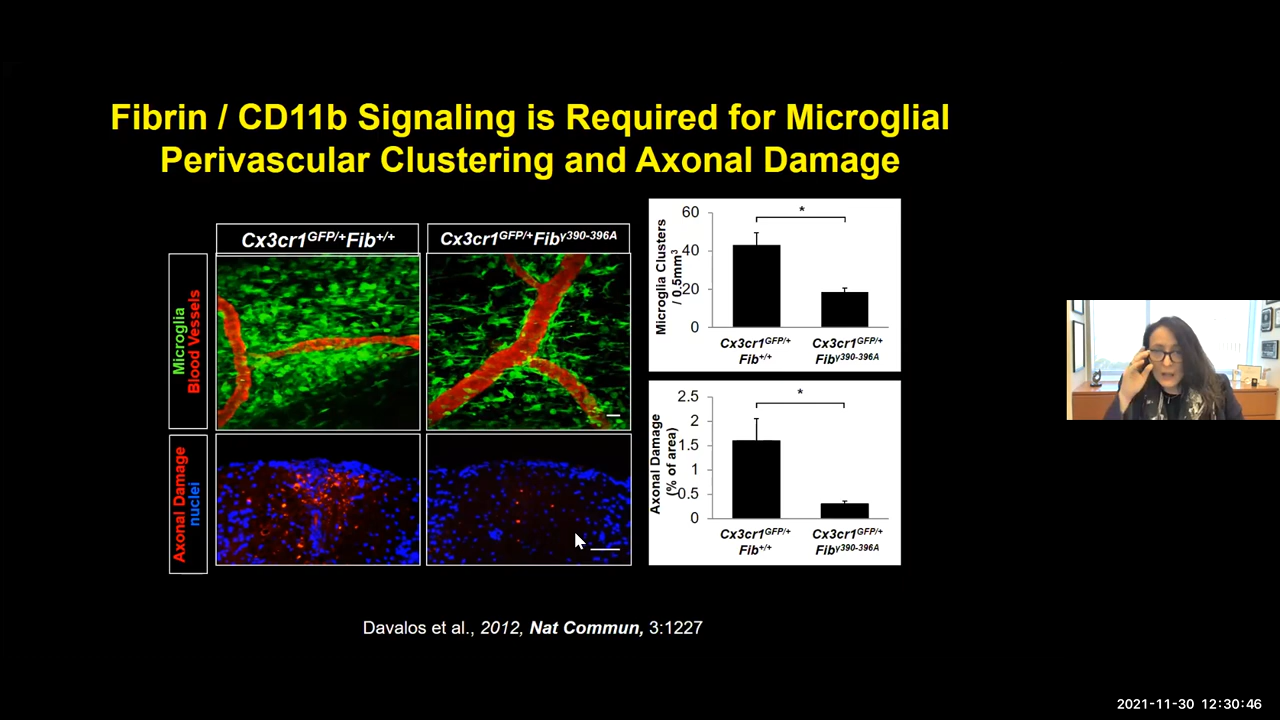 Fibrin / CD11b Signaling is Required for Microglial
Perivascular Clustering and Axonal Damage
Cx3cr1GFP/+Fib+/+
Cx3cr1GFP/+Fibγ390-396A
Microglia
Blood Vessels
Axonal Damage
nuclei
Microglia Clusters
/ 0.5mm3
60
40
20
0
*
Cx3cr1GFP/+
Fib+/+
Cx3cr1GFP/+
Fibγ390-396A
Axonal Damage
(% of area)
2.5
2
1.5
1
0.5
0
*
Cx3cr1GFP/+
Fib+/+
Cx3cr1GFP/+
Fibγ390-396A
Davalos et al., 2012, Nat Commun, 3:1227
2021-11-30 12:30:46